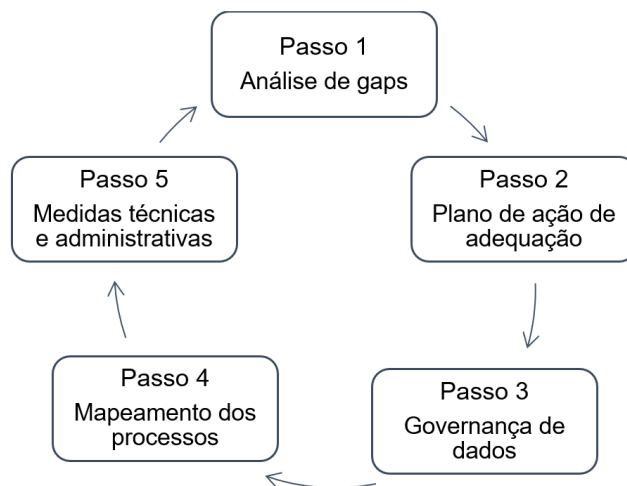 Passo 1
Análise de gaps
Passo 2
Plano de ação de
adequação
Passo 3
Governança de
dados
Passo 4
Mapeamento dos
processos
Passo 5
Medidas técnicas
e administrativas